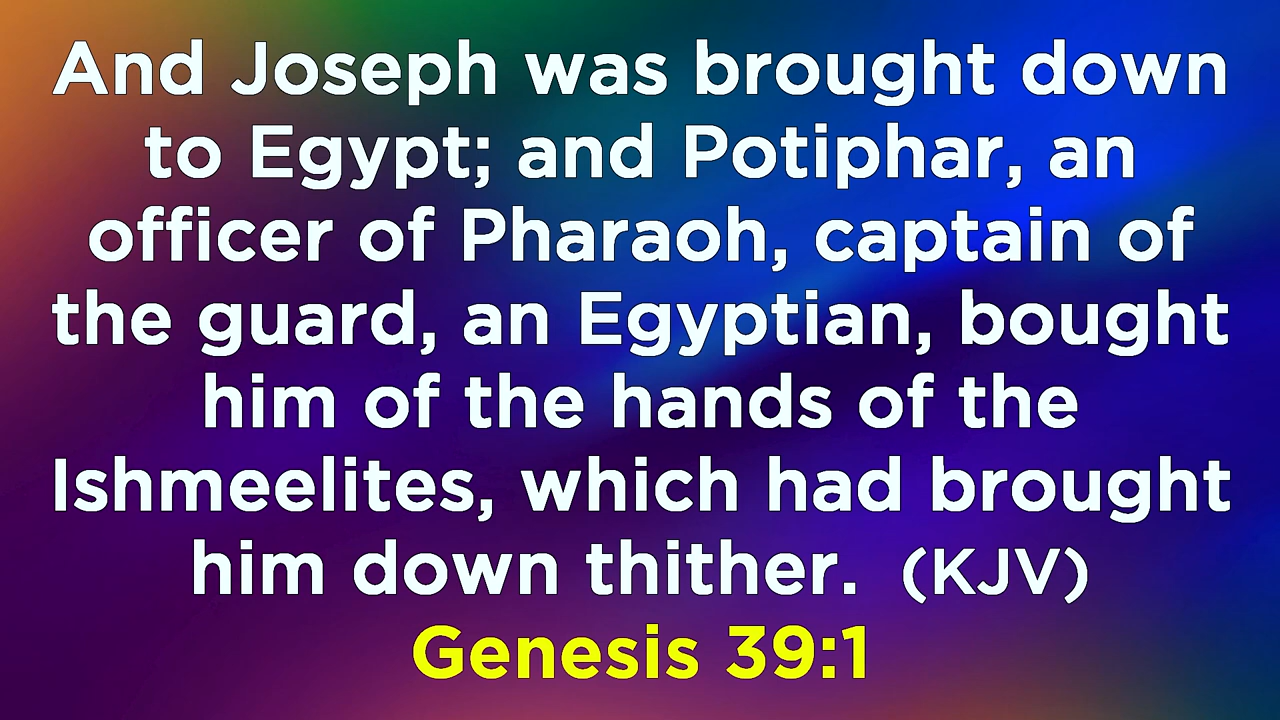 And Joseph was brought down
to Egypt; and Potiphar, an
officer of Pharaoh, captain of
the guard, an Egyptian, bought
him of the hands of the
Ishmeelites, which had brought
him down thither. (KJV)
Genesis 39:1